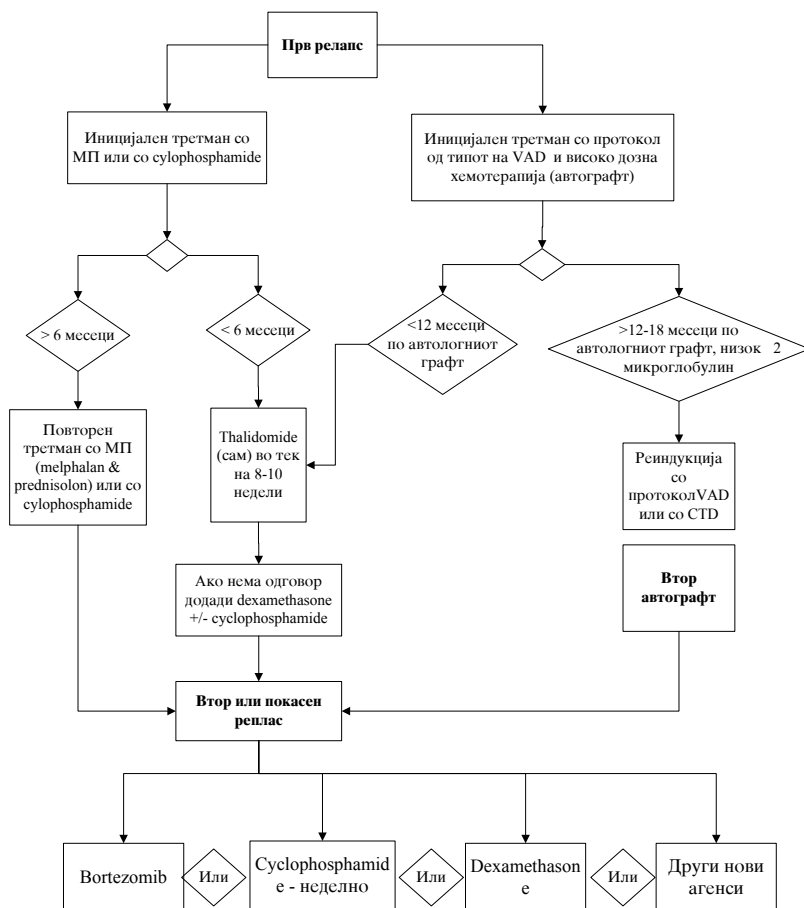 Прв релапс
Иницијален третман со
МП или со cylophosphamide
Иницијален третман со протокол
од типот на VAD и високо дозна
хемотерапија (автографт)
> 6 месеци
< 6 месеци
<12 месеци
по автологниот
графт
>12-18 месеци по
автологниот графт, низок 2
микроглобулин
Повторен
третман со МП
(melphalan &
prednisolon) или со
cylophosphamide
Thalidomide
(сам) во тек
на 8-10
недели
Реиндукција
со
протоколVAD
или со CTD
Ако нема одговор
додади dexamethasone
+/- cyclophosphamide
Втор
автографт
Втор или покасен
реплас
Bortezomib
Или
Cyclophosphamid
e - неделно
Или
Dexamethason
e
Или
Други нови
агенси